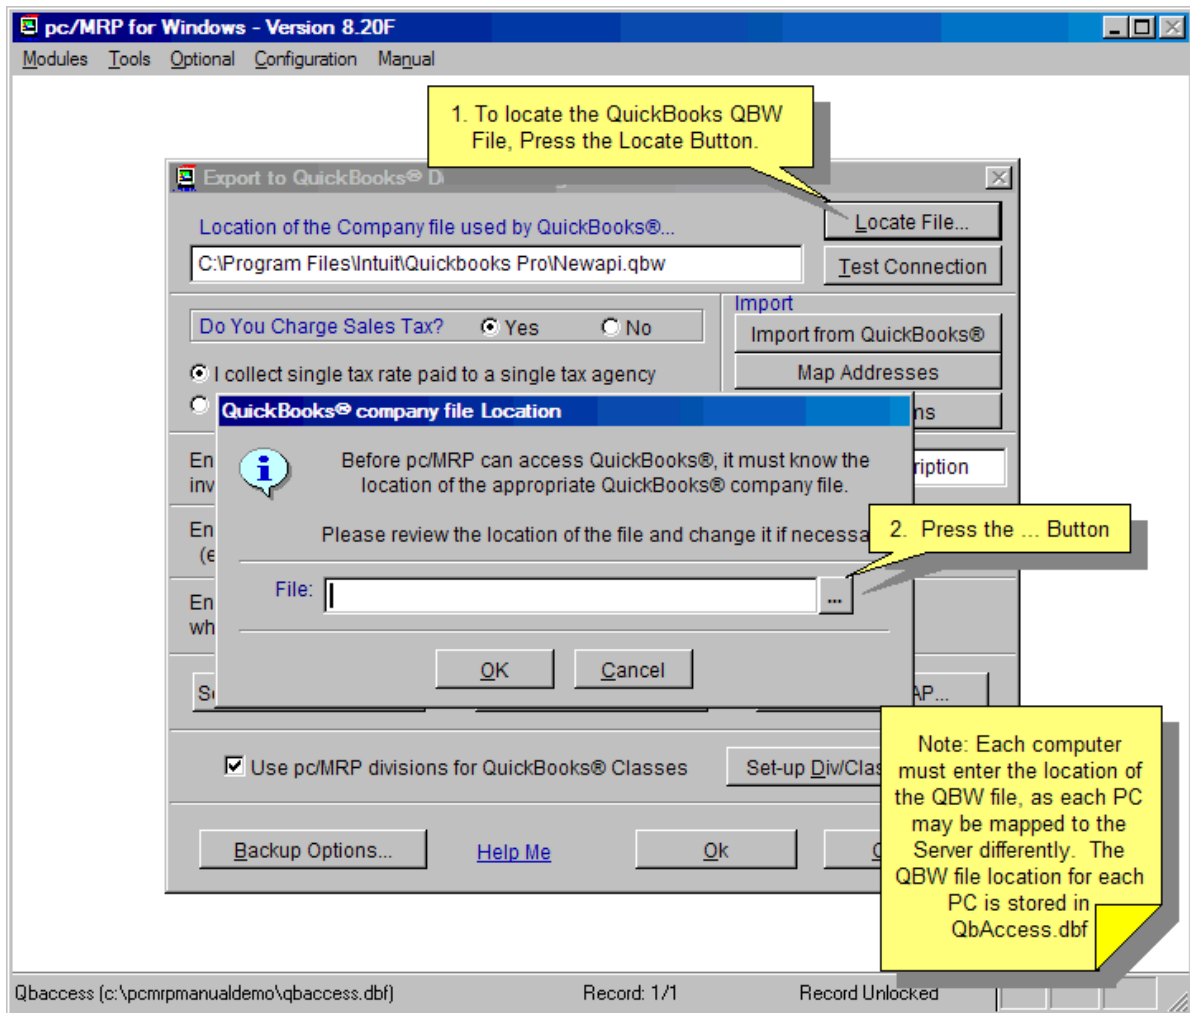 pc/MRP for Windows - Version 8.20F
Modules Tools Optional Configuration Manual
1. To locate the QuickBooks QBW
File, Press the Locate Button.
Export to QuickBooks®
Location of the Company file used by QuickBooks®...
Locate File...
C:\Program Files\Intuit\Quickbooks Pro\Newapi.qbw
Test Connection
Do You Charge Sales Tax? Yes No
Import
Import from QuickBooks®
I collect single tax rate paid to a single tax agency
Map Addresses
QuickBooks® company file Location
ms
Before pc/MRP can access QuickBooks®, it must know the
location of the appropriate QuickBooks® company file.
Please review the location of the file and change it if necessa
En
inv
ription
En
(e
2. Press the ... Button
File:
...
En
wh
OK Cancel
AP...
Use pc/MRP divisions for QuickBooks® Classes
Set-up Div/Clas
Backup Options...
Help Me
Ok
Note: Each computer
must enter the location of
the QBW file, as each PC
may be mapped to the
Server differently. The
QBW file location for each
PC is stored in
QbAccess.dbf
Qbaccess (c:\pcmrpmanualdemo\qbaccess.dbf) Record: 1/1 Record Unlocked